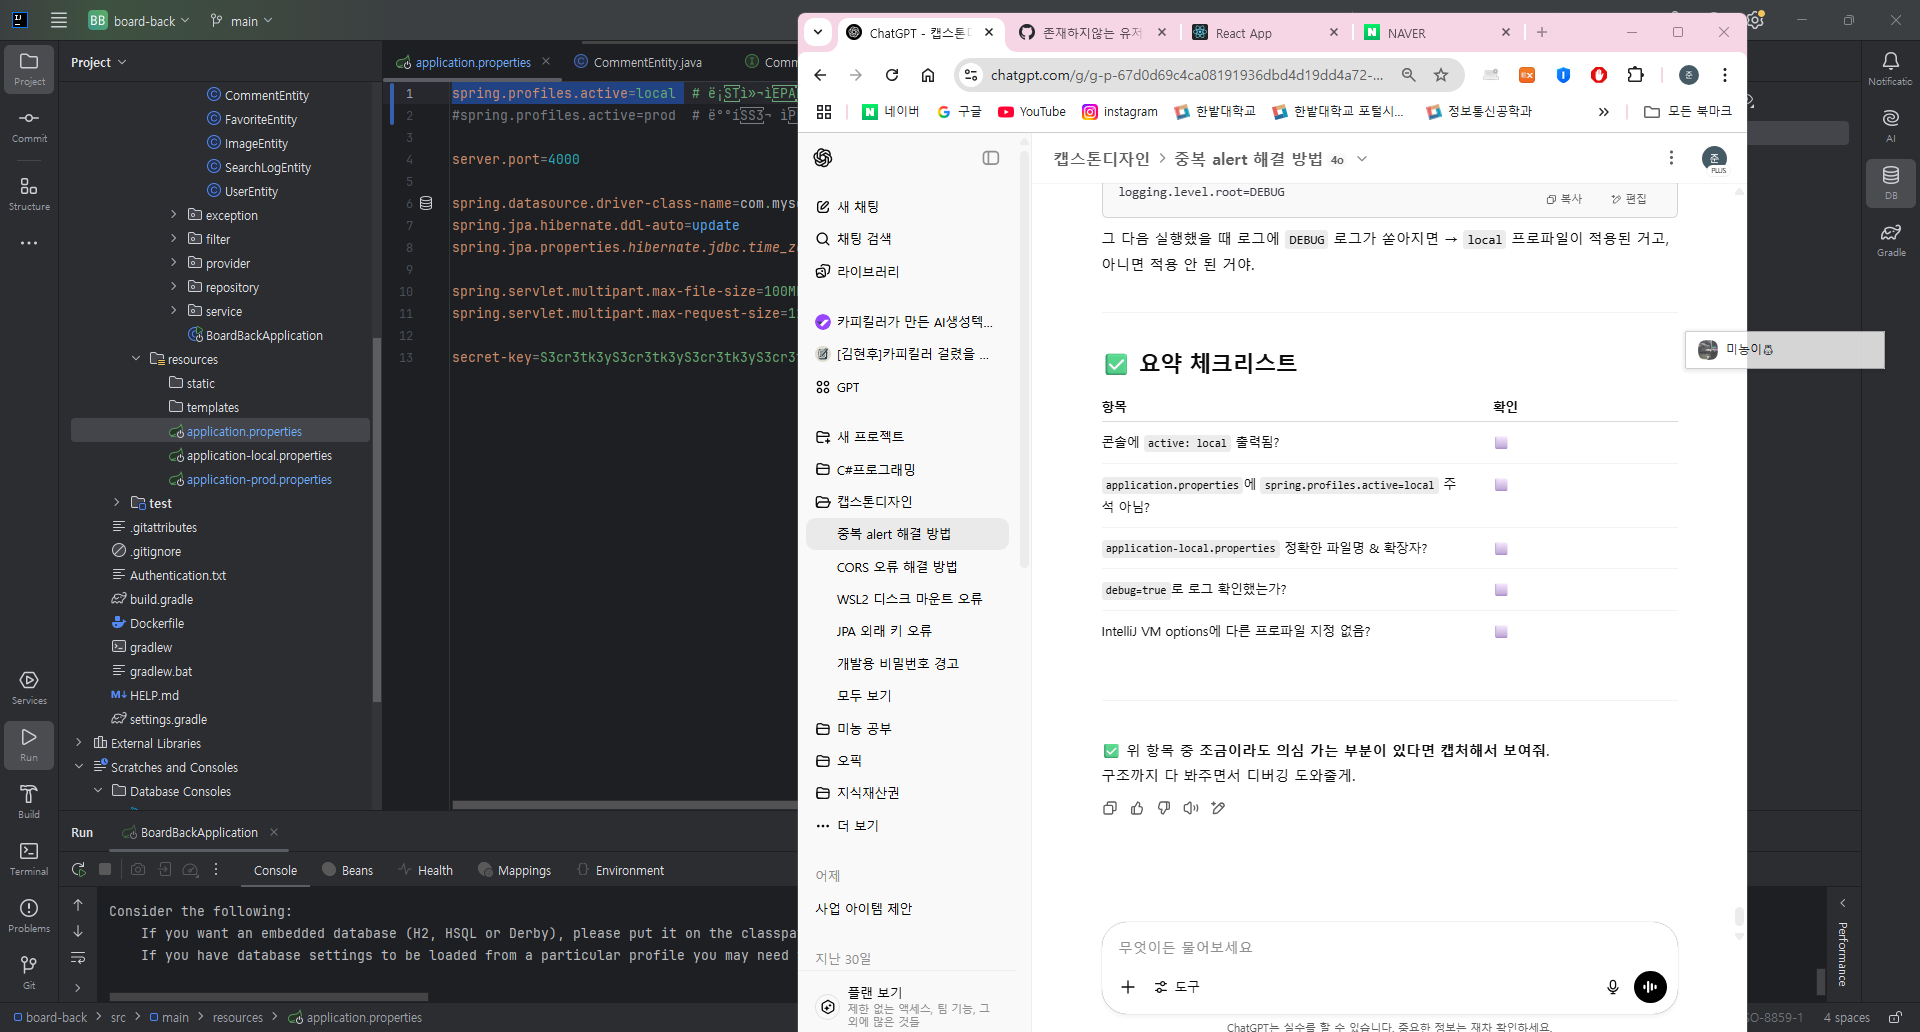 BB board-back main
Project
Commit
Structure
Services
Run
Build
Terminal
Problems
Git
Project
CommentEntity
FavoriteEntity
ImageEntity
SearchLogEntity
UserEntity
exception
filter
provider
repository
service
BoardBackApplication
resources
static
templates
application.properties
application-local.properties
application-prod.properties
test
.gitattributes
.gitignore
Authentication.txt
build.gradle
Dockerfile
gradlew
gradlew.bat
HELP.md
settings.gradle
External Libraries
Scratches and Consoles
Database Consoles
application.properties CommentEntity.java Comm
1 spring.profiles.active=local #
2 #spring.profiles.active=prod #
3
4 server.port=4000
5
6 spring.datasource.driver-class-name=com.mys
7 spring.jpa.hibernate.ddl-auto=update
8 spring.jpa.properties.hibernate.jdbc.time_z
9
10 spring.servlet.multipart.max-file-size=100M
11 spring.servlet.multipart.max-request-size=1
12
13 secret-key=S3cr3tk3yS3cr3tk3yS3cr3tk3yS3cr3
Run BoardBackApplication
Console Beans Health Mappings Environment
Consider the following:
If you want an embedded database (H2, HSQL or Derby), please put it on the classpa
If you have database settings to be loaded from a particular profile you may need
board-back > src > main > resources > application.properties
ChatGPT - 캡스톤디 존재하지않는 유저 React App NAVER
chatgpt.com/g/g-p-67d0d69c4ca08191936dbd4d19dd4a72-...
네이버 구글 YouTube instagram 한밭대학교 한밭대학교 포털시... 정보통신공학과 » 모든 북마크
새 채팅
채팅 검색
라이브러리
카피킬러가 만든 AI생성텍...
[김현후]카피킬러 걸렸을 ...
GPT
새 프로젝트
C#프로그래밍
캡스톤디자인
중복 alert 해결 방법
CORS 오류 해결 방법
WSL2 디스크 마운트 오류
JPA 외래 키 오류
개발용 비밀번호 경고
모두 보기
미농 공부
오픽
지식재산권
더 보기
어제
사업 아이템 제안
지난 30일
플랜 보기
제한 없는 액세스, 팀 기능, 그
외에 많은 것들
캡스톤디자인 > 중복 alert 해결 방법 4o
준
PLUS
logging.level.root=DEBUG
복사 편집
그 다음 실행했을 때 로그에 DEBUG 로그가 쏟아지면 → local 프로파일이 적용된 거고,
아니면 적용 안 된 거야.
✅ 요약 체크리스트
항목 확인
콘솔에 active: local 출력됨?
application.properties에 spring.profiles.active=local 주
석 아님?
application-local.properties 정확한 파일명 & 확장자?
debug=true로 로그 확인했는가?
IntelliJ VM options에 다른 프로파일 지정 없음?
✅ 위 항목 중 조금이라도 의심 가는 부분이 있다면 캡처해서 보여줘.
구조까지 다 봐주면서 디버깅 도와줄게.
무엇이든 물어보세요
도구
ChatGPT는 실수를 할 수 있습니다. 중요한 정보는 재차 확인하세요.
미농이
Notificatio
AI
DB
Gradle
Performance
SO-8859-1 4 spaces